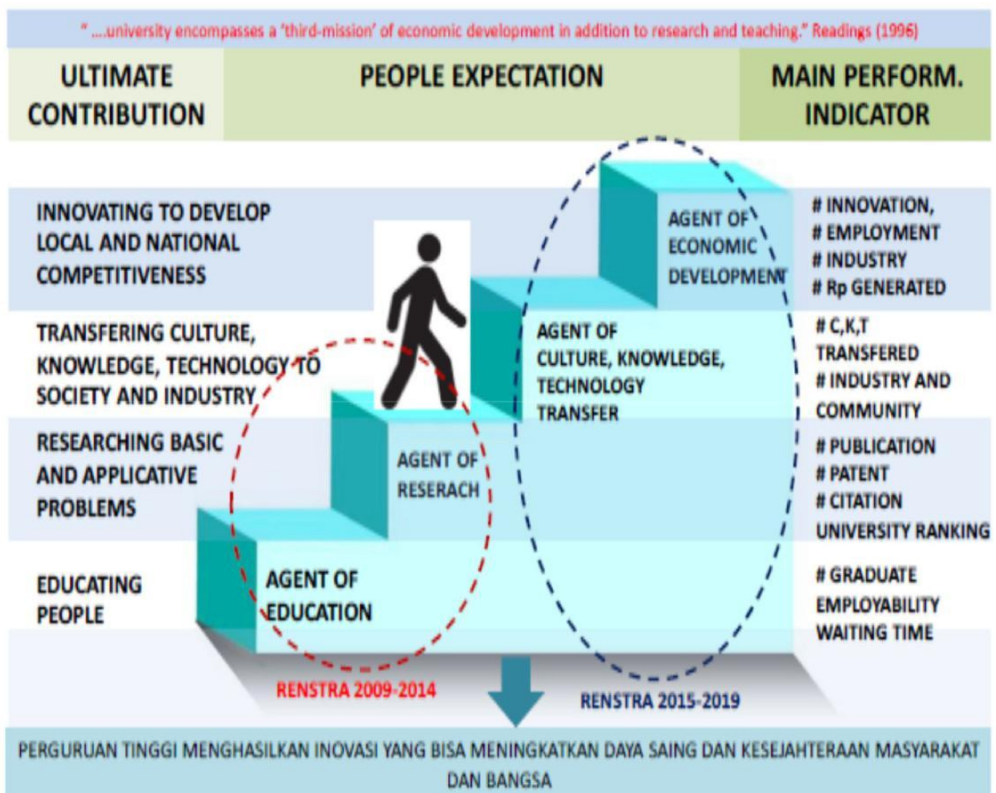 " ....university encompasses a 'third-mission' of economic development in addition to research and teaching." Readings (1996)
ULTIMATE
CONTRIBUTION
PEOPLE EXPECTATION
MAIN PERFORM.
INDICATOR
INNOVATING TO DEVELOP
LOCAL AND NATIONAL
COMPETITIVENESS
AGENT OF
ECONOMIC
DEVELOPMENT
# INNOVATION,
# EMPLOYMENT
# INDUSTRY
# Rp GENERATED
TRANSFERING CULTURE,
KNOWLEDGE, TECHNOLOGY TO
SOCIETY AND INDUSTRY
AGENT OF
CULTURE, KNOWLEDGE,
TECHNOLOGY
TRANSFER
# C,K,T
TRANSFERED
# INDUSTRY AND
COMMUNITY
RESEARCHING BASIC
AND APPLICATIVE
PROBLEMS
AGENT OF
RESERACH
# PUBLICATION
# PATENT
# CITATION
UNIVERSITY RANKING
EDUCATING
PEOPLE
AGENT OF
EDUCATION
# GRADUATE
EMPLOYABILITY
WAITING TIME
RENSTRA 2009-2014
RENSTRA 2015-2019
PERGURUAN TINGGI MENGHASILKAN INOVASI YANG BISA MENINGKATKAN DAYA SAING DAN KESEJAHTERAAN MASYARAKAT
DAN BANGSA